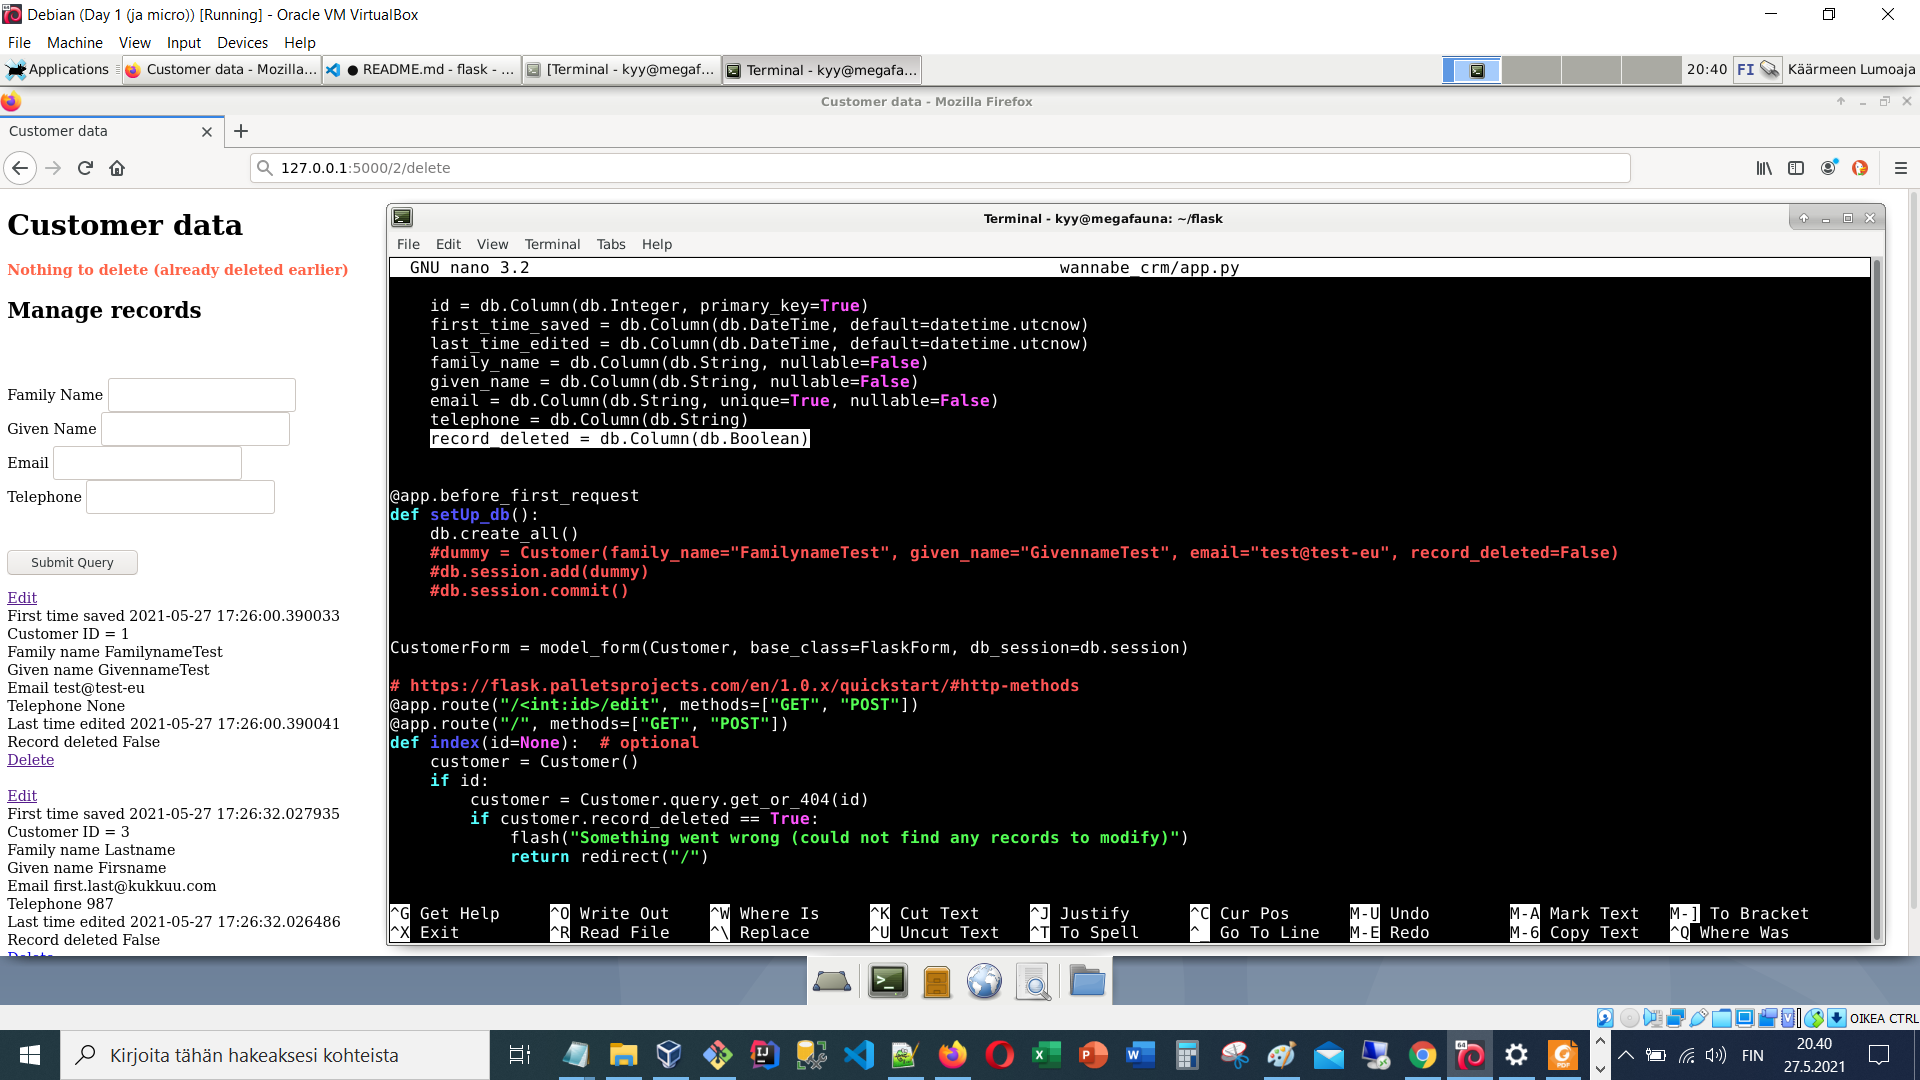 Debian (Day 1 (ja micro)) [Running] - Oracle VM VirtualBox
File Machine View Input Devices Help
Applications Customer data - Mozilla... ● README.md - flask - ... [Terminal - kyy@megaf... Terminal - kyy@megafa... 20:40 FI Käärmeen Lumoaja
Customer data - Mozilla Firefox
Customer data
127.0.0.1:5000/2/delete
Customer data
Nothing to delete (already deleted earlier)
Manage records
Family Name
Given Name
Email
Telephone
Submit Query
Edit
First time saved 2021-05-27 17:26:00.390033
Customer ID = 1
Family name FamilynameTest
Given name GivennameTest
Email test@test-eu
Telephone None
Last time edited 2021-05-27 17:26:00.390041
Record deleted False
Delete
Edit
First time saved 2021-05-27 17:26:32.027935
Customer ID = 3
Family name Lastname
Given name Firsname
Email first.last@kukkuu.com
Telephone 987
Last time edited 2021-05-27 17:26:32.026486
Record deleted False
Delete
Terminal - kyy@megafauna: ~/flask
File Edit View Terminal Tabs Help
GNU nano 3.2 wannabe_crm/app.py
id = db.Column(db.Integer, primary_key=True)
first_time_saved = db.Column(db.DateTime, default=datetime.utcnow)
last_time_edited = db.Column(db.DateTime, default=datetime.utcnow)
family_name = db.Column(db.String, nullable=False)
given_name = db.Column(db.String, nullable=False)
email = db.Column(db.String, unique=True, nullable=False)
telephone = db.Column(db.String)
record_deleted = db.Column(db.Boolean)
@app.before_first_request
def setUp_db():
db.create_all()
#dummy = Customer(family_name="FamilynameTest", given_name="GivennameTest", email="test@test-eu", record_deleted=False)
#db.session.add(dummy)
#db.session.commit()
CustomerForm = model_form(Customer, base_class=FlaskForm, db_session=db.session)
# https://flask.palletsprojects.com/en/1.0.x/quickstart/#http-methods
@app.route("/<int:id>/edit", methods=["GET", "POST"])
@app.route("/", methods=["GET", "POST"])
def index(id=None):  # optional
customer = Customer()
if id:
customer = Customer.query.get_or_404(id)
if customer.record_deleted == True:
flash("Something went wrong (could not find any records to modify)")
return redirect("/")
^G Get Help ^O Write Out ^W Where Is ^K Cut Text ^J Justify ^C Cur Pos M-U Undo M-A Mark Text M-] To Bracket
^X Exit ^R Read File ^\ Replace ^U Uncut Text ^T To Spell ^_ Go To Line M-E Redo M-6 Copy Text ^Q Where Was
OIKEA CTRL
Kirjoita tähän hakeaksesi kohteista
FIN
20.40
27.5.2021